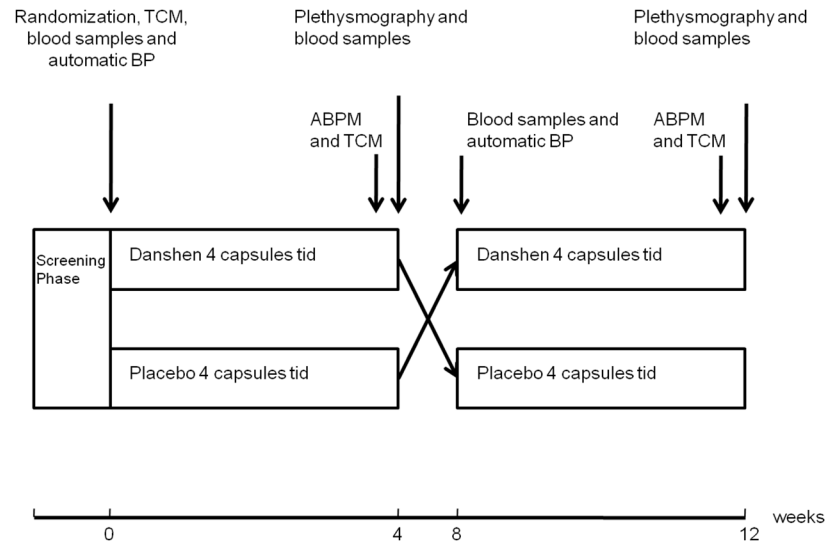 Randomization, TCM,
blood samples and
automatic BP
Plethysmography and
blood samples
Plethysmography and
blood samples
ABPM
and TCM
Blood samples and
automatic BP
ABPM
and TCM
Screening
Phase
Danshen 4 capsules tid
Danshen 4 capsules tid
Placebo 4 capsules tid
Placebo 4 capsules tid
weeks
0
4
8
12